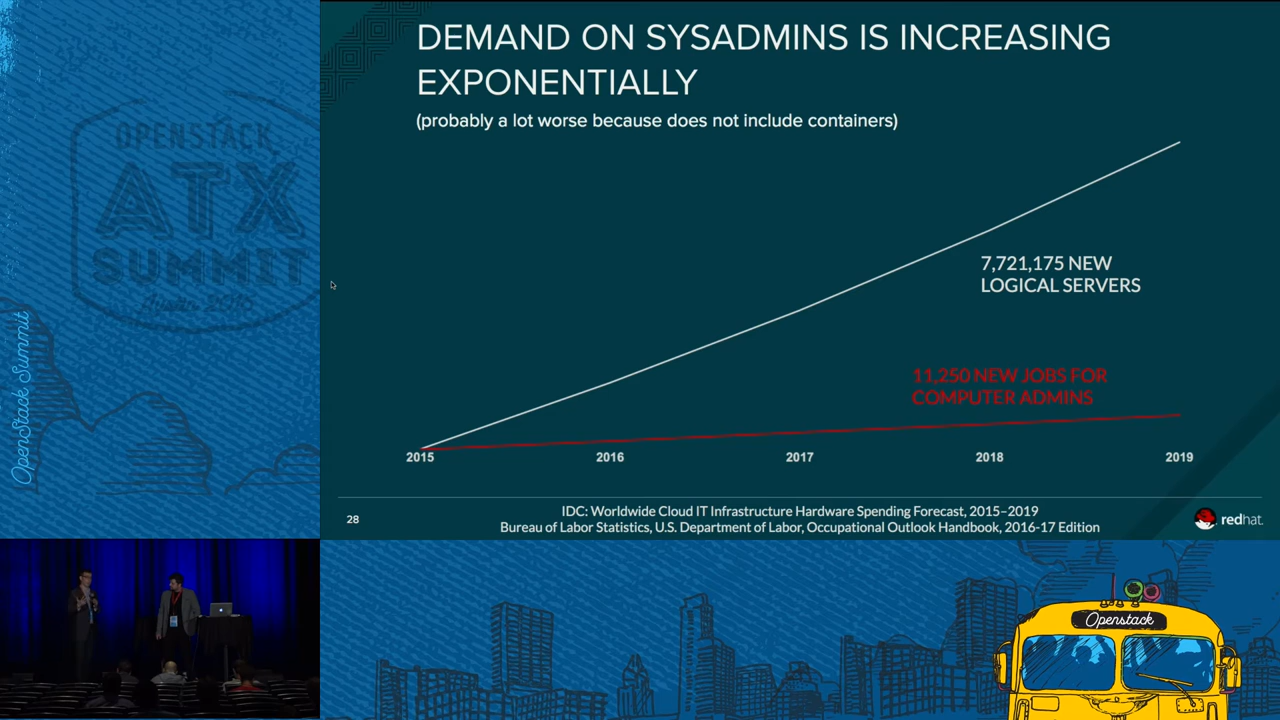 DEMAND ON SYSADMINS IS INCREASING
EXPONENTIALLY
(probably a lot worse because does not include containers)
7,721,175 NEW
LOGICAL SERVERS
11,250 NEW JOBS FOR
COMPUTER ADMINS
2015
2016
2017
2018
2019
IDC: Worldwide Cloud IT Infrastructure Hardware Spending Forecast, 2015–2019
Bureau of Labor Statistics, U.S. Department of Labor, Occupational Outlook Handbook, 2016-17 Edition
28
redhat.
OPENSTACK
ATX
SUMMIT
Austin 2016
OpenStack Summit
Openstack